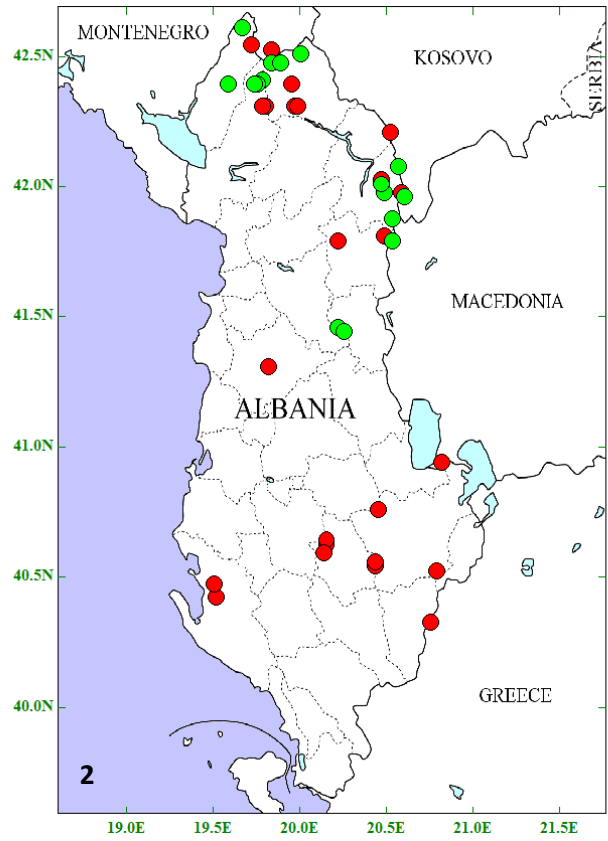 MONTENEGRO
KOSOVO
SERBIA
42.5N
42.0N
41.5N
MACEDONIA
ALBANIA
41.0N
40.5N
40.0N
GREECE
2
19.0E 19.5E 20.0E 20.5E 21.0E 21.5E